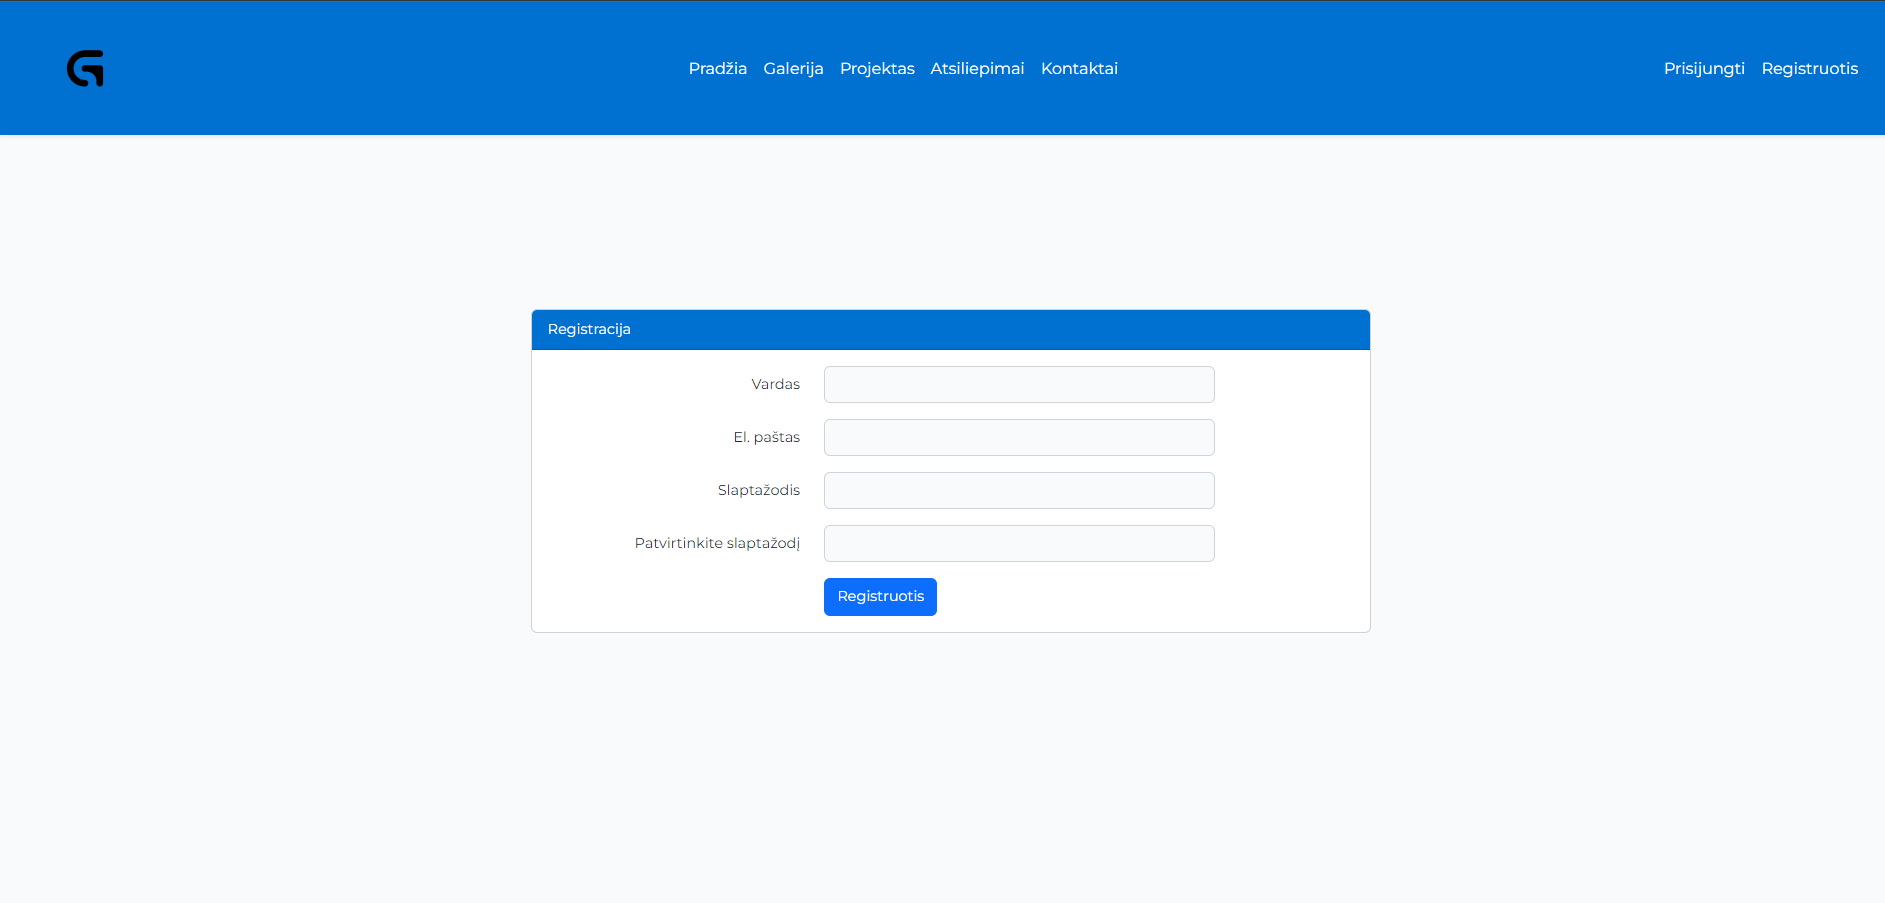 Pradžia Galerija Projektas Atsiliepimai Kontaktai Prisijungti Registruotis
Registracija
Vardas
El. paštas
Slaptažodis
Patvirtinkite slaptažodį
Registruotis